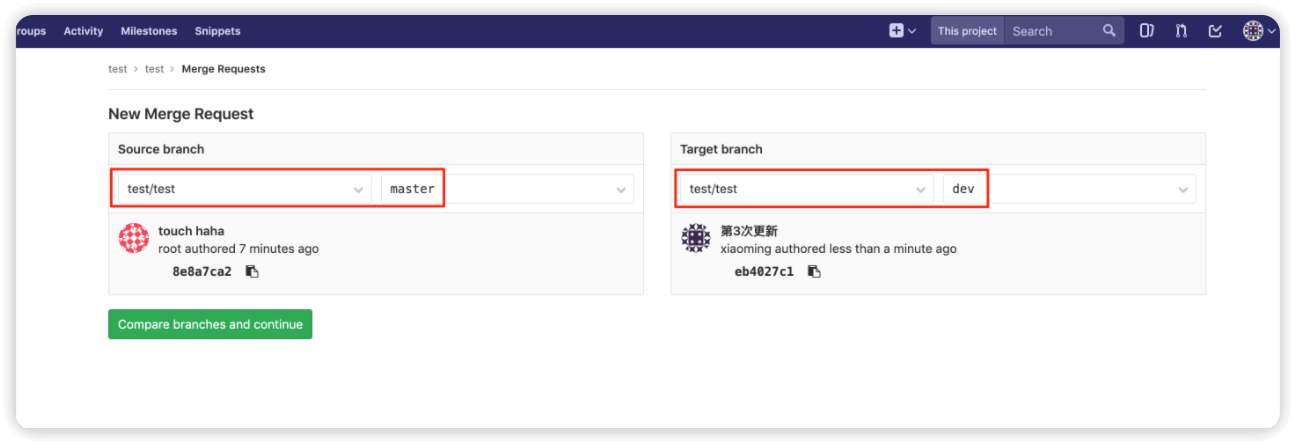 roups Activity Milestones Snippets This project Search
test > test > Merge Requests
New Merge Request
Source branch
test/test master
touch haha
root authored 7 minutes ago
8e8a7ca2
Target branch
test/test dev
第3次更新
xiaoming authored less than a minute ago
eb4027c1
Compare branches and continue